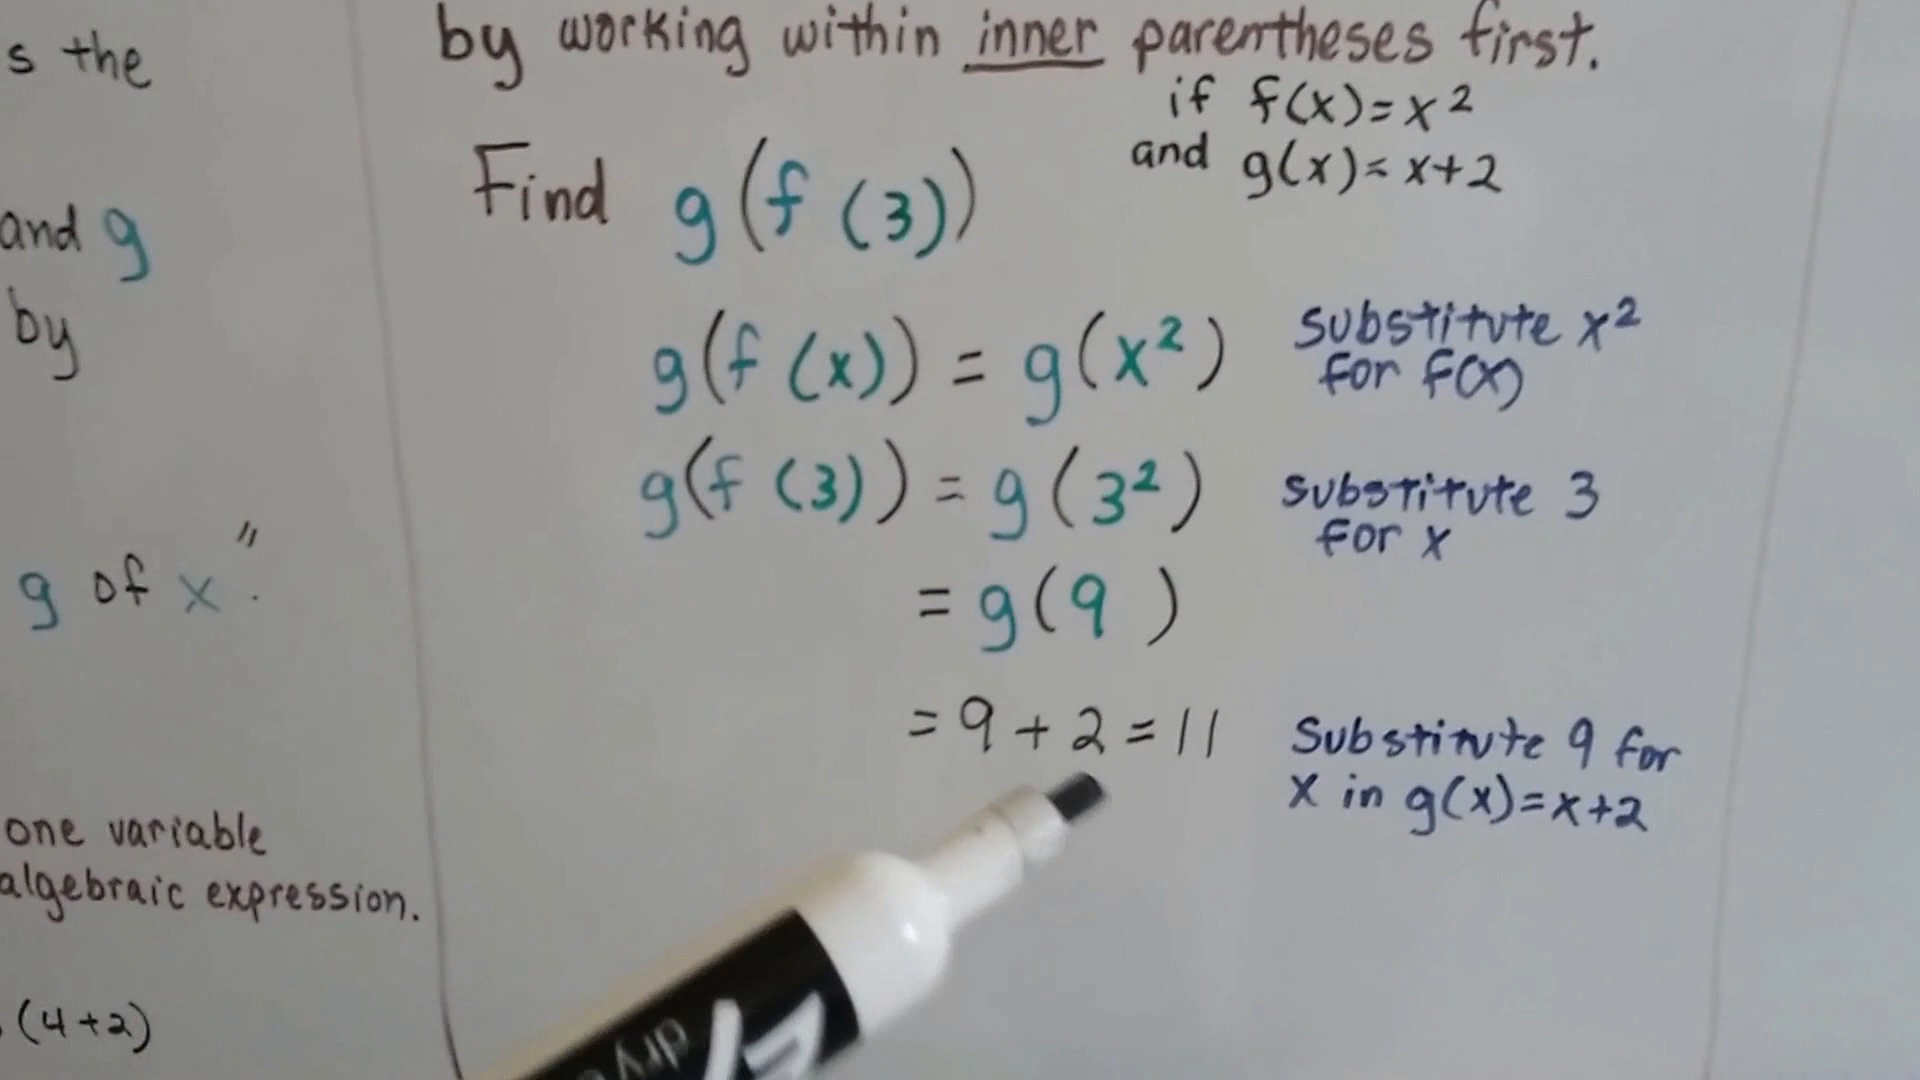 s the
and g
by
g of x".
one variable
algebraic expression.
(4+2)
by working within inner parentheses first.
if f(x)=x²
and g(x)=x+2
Find g(f(3))
g(f(x)) = g(x²)
substitute x²
for f(x)
g(f(3)) = g(3²)
substitute 3
for x
= g(9)
= 9+2=11
Substitute 9 for
x in g(x)=x+2
dry